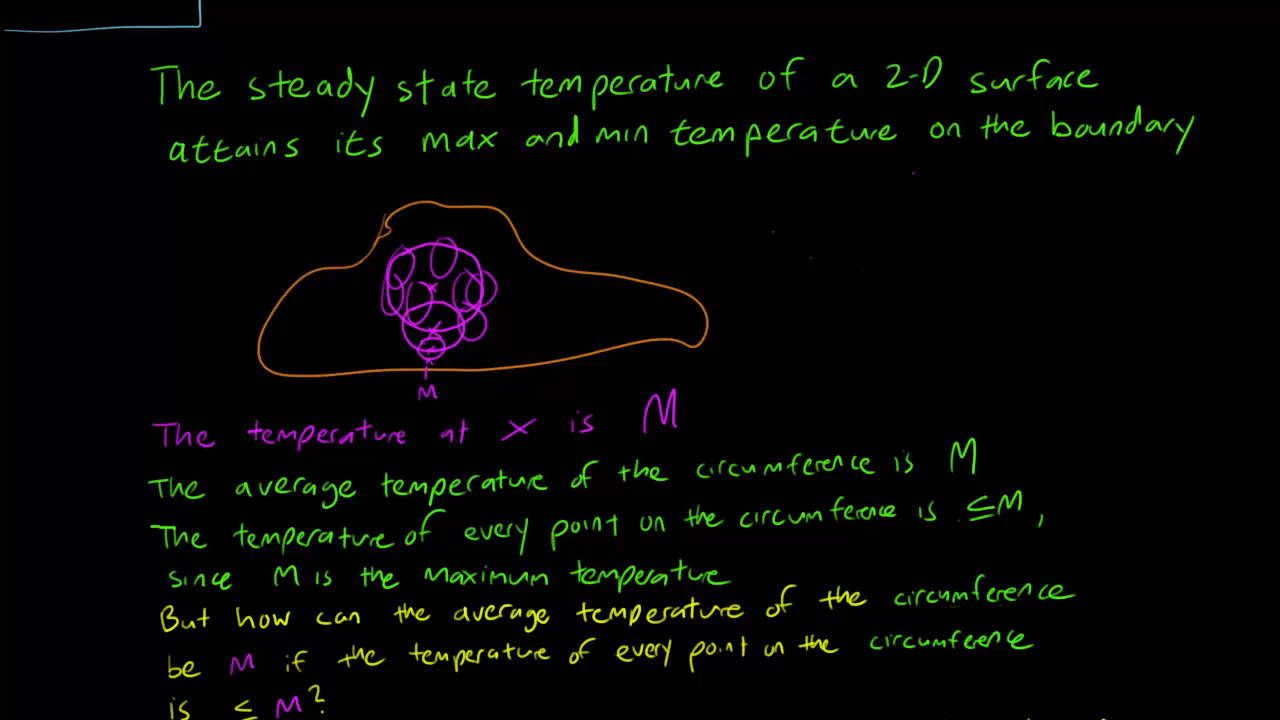 The steady state temperature of a 2-D surface
attains its max and min temperature on the boundary
M
The temperature at x is M
The average temperature of the circumference is M
The temperature of every point on the circumference is ≤M,
since M is the maximum temperature
But how can the average temperature of the circumference
be M if the temperature of every point on the circumference
is ≤ M?